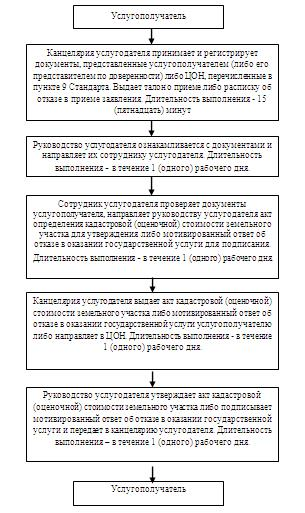 Услугополучатель
Канцелярия услугодателя принимает и регистрирует
документы, представленные услугополучателем (либо его
представителем по доверенности) либо ЦОН, перечисленные в
пункте 9 Стандарта. Выдает талон о приеме либо расписку об
отказе в приеме заявления. Длительность выполнения - 15
(пятнадцать) минут
Руководство услугодателя ознакамливается с документами и
направляет их сотруднику услугодателя. Длительность
выполнения – в течение 1 (одного) рабочего дня.
Сотрудник услугодателя проверяет документы
услугополучателя, направляет руководству услугодателя акт
определения кадастровой (оценочной) стоимости земельного
участка для утверждения либо мотивированный ответ об
отказе в оказании государственной услуги для подписания.
Длительность выполнения - в течение 1 (одного) рабочего дня
Канцелярия услугодателя выдает акт кадастровой (оценочной)
стоимости земельного участка либо мотивированный ответ об
отказе в оказании государственной услуги услугополучателю
либо направляет в ЦОН. Длительность выполнения - в течение
1 (одного) рабочего дня.
Руководство услугодателя утверждает акт кадастровой
(оценочной) стоимости земельного участка либо подписывает
мотивированный ответ об отказе в оказании государственной
услуги и передает в канцелярию услугодателя. Длительность
выполнения – в течение 1 (одного) рабочего дня.
Услугополучатель